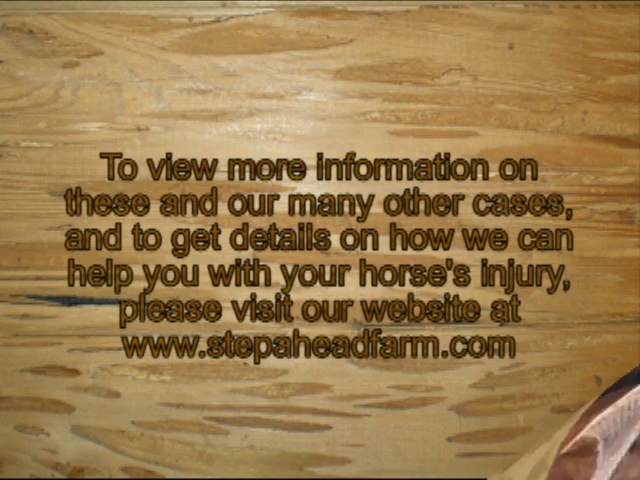 To view more information on
these and our many other cases,
and to get details on how we can
help you with your horse's injury,
please visit our website at
www.stepaheadfarm.com